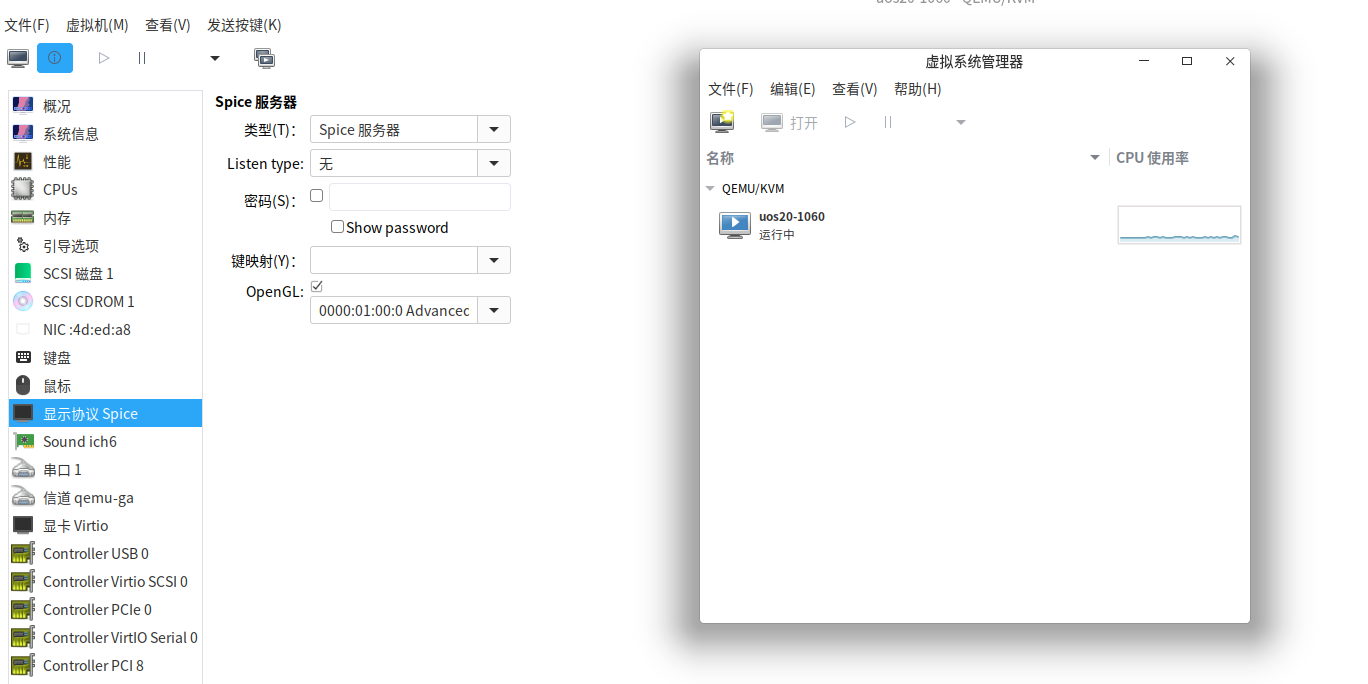 文件(F) 虚拟机(M) 查看(V) 发送按键(K)
概况
系统信息
性能
CPUs
内存
引导选项
SCSI 磁盘 1
SCSI CDROM 1
NIC :4d:ed:a8
键盘
鼠标
显示协议 Spice
Sound ich6
串口 1
信道 qemu-ga
显卡 Virtio
Controller USB 0
Controller Virtio SCSI 0
Controller PCIe 0
Controller VirtIO Serial 0
Controller PCI 8
Spice 服务器
类型(T)： Spice 服务器
Listen type: 无
密码(S)：
Show password
键映射(Y)：
OpenGL:
0000:01:00:0 Advanced
uos20-1060 QEMU/KVM
虚拟系统管理器
文件(F) 编辑(E) 查看(V) 帮助(H)
打开
名称 CPU 使用率
QEMU/KVM
uos20-1060
运行中